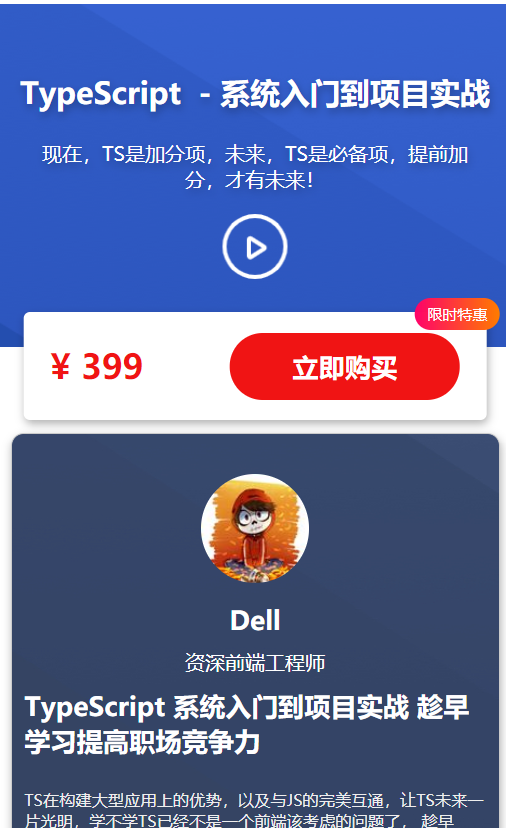 TypeScript - 系统入门到项目实战
现在，TS是加分项，未来，TS是必备项，提前加
分，才有未来！
限时特惠
¥ 399
立即购买
Dell
资深前端工程师
TypeScript 系统入门到项目实战 趁早
学习提高职场竞争力
TS在构建大型应用上的优势，以及与JS的完美互通，让TS未来一
片光明，学不学TS已经不是一个前端该考虑的问题了， 趁早